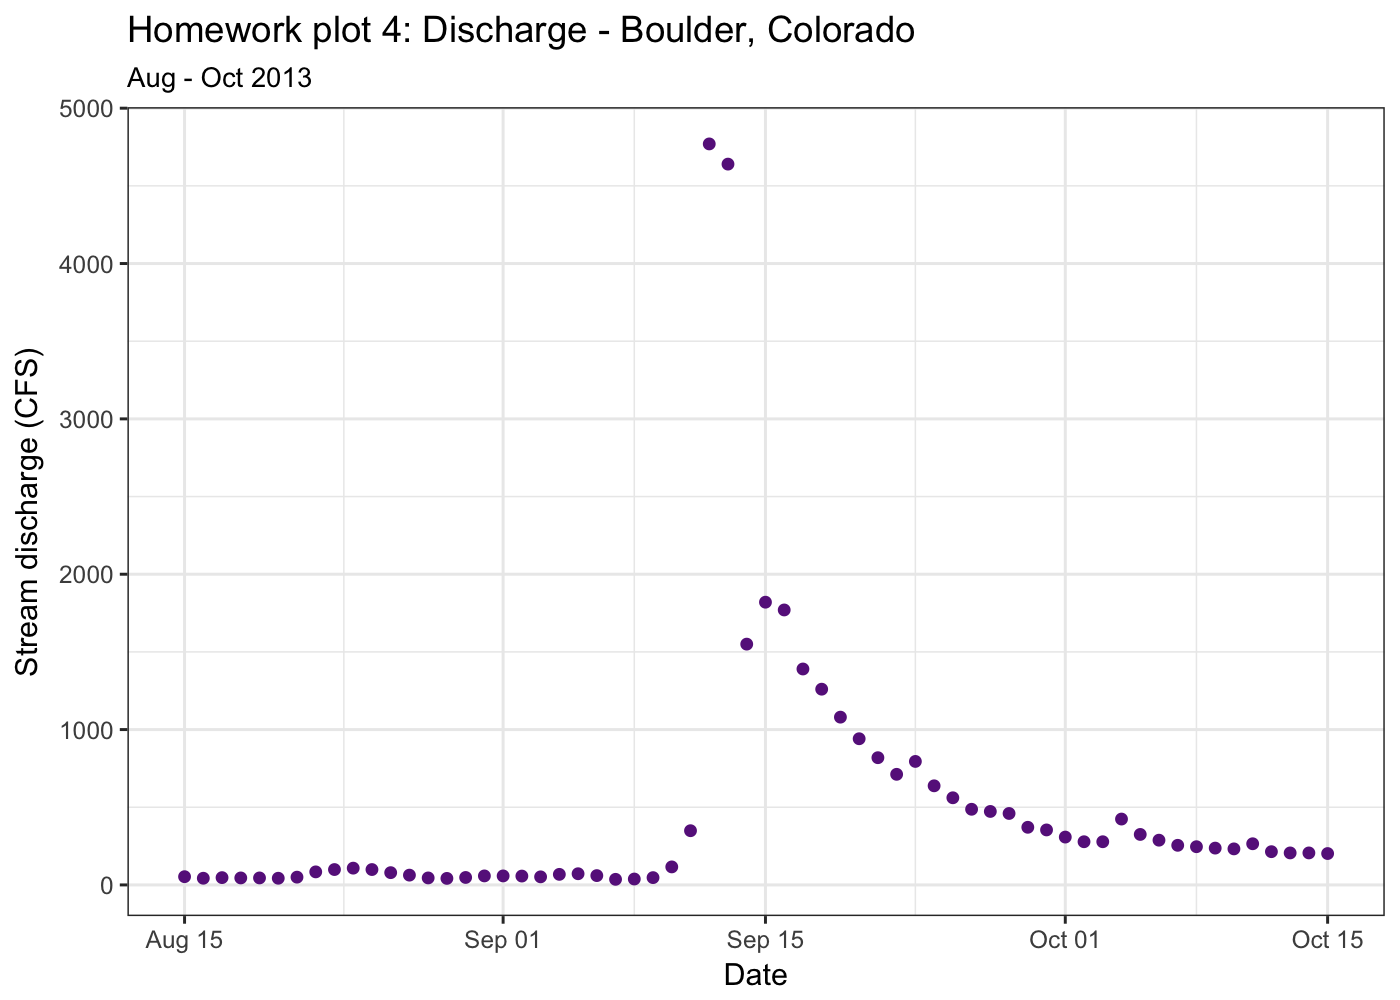 Homework plot 4: Discharge - Boulder, Colorado
Aug - Oct 2013
Stream discharge (CFS)
5000
4000
3000
2000
1000
0
Aug 15 Sep 01 Sep 15 Oct 01 Oct 15
Date